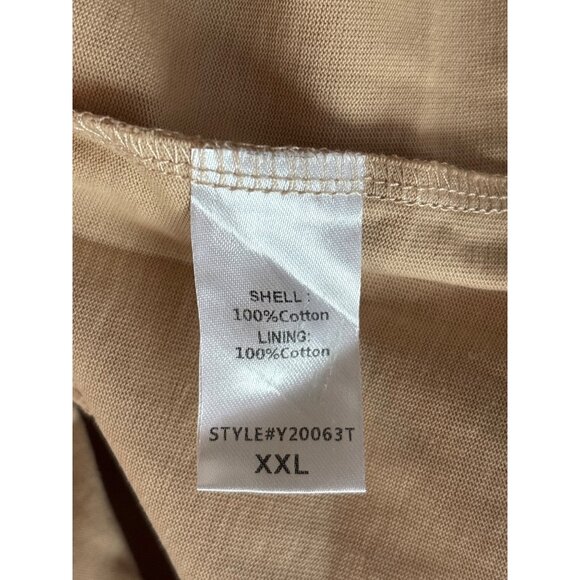 SHELL :
100%Cotton
LINING:
100%Cotton
STYLE#Y20063T
XXL